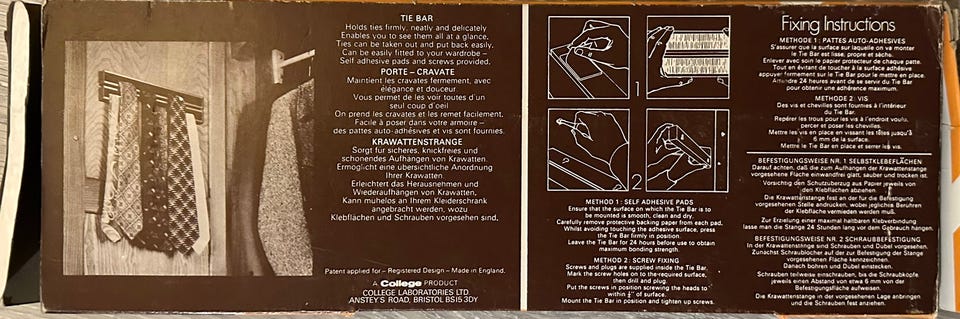 TIE BAR
Holds ties firmly, neatly and delicately
Enables you to see them all at a glance.
Ties can be taken out and put back easily.
Can be easily fitted to your wardrobe –
Self adhesive pads and screws provided.
PORTE – CRAVATE
Maintient les cravates fermement, avec
élégance et douceur.
Vous permet de les voir toutes d'un
seul coup d'oeil
On prend les cravates et les remet facilement.
Facile à poser dans votre armoire –
des pattes auto-adhésives et vis sont fournies.
KRAWATTENSTRANGE
Sorgt für sicheres, knickfreies und
schonendes Aufhängen von Krawatten.
Ermöglicht eine übersichtliche Anordnung
Ihrer Krawatten.
Erleichtert das Herausnehmen und
Wiederaufhängen von Krawatten,
Kann mühelos an Ihrem Kleiderschrank
angebracht werden, wozu
Klebflächen und Schrauben vorgesehen sind.
Patent applied for – Registered Design – Made in England.
A College PRODUCT
COLLEGE LABORATORIES LTD
ANSTEY'S ROAD, BRISTOL BS15 3DY
1
2
METHOD 1: SELF ADHESIVE PADS
Ensure that the surface on which the Tie Bar is to
be mounted is smooth, clean and dry.
Carefully remove protective backing paper from each pad.
Whilst avoiding touching the adhesive surface, press
the Tie Bar firmly in position.
Leave the Tie Bar for 24 hours before use to obtain
maximum bonding strength.
METHOD 2: SCREW FIXING
Screws and plugs are supplied inside the Tie Bar.
Mark the screw holes on to the required surface,
then drill and plug.
Put the screws in position screwing the heads to
within ¼" of surface.
Mount the Tie Bar in position and tighten up screws.
Fixing Instructions
METHODE 1: PATTES AUTO-ADHESIVES
S'assurer que la surface sur laquelle on va monter
le Tie Bar est lisse, propre et sèche.
Enlever avec soin le papier protecteur de chaque patte.
Tout en évitant de toucher à la surface adhésive
appuyer fermement sur le Tie Bar pour le mettre en place.
Attendre 24 heures avant de se servir du Tie Bar
pour obtenir une adhérence maximum.
METHODE 2: VIS
Des vis et chevilles sont fournies à l'intérieur
du Tie Bar.
Repérer les trous pour les vis à l'endroit voulu,
percer et poser les chevilles.
Mettre les vis en place en vissant les têtes jusqu'à
6 mm de la surface.
Mettre le Tie Bar en place et serrer les vis.
BEFESTIGUNGSWEISE NR. 1 SELBSTKLEBEFLÄCHEN
Darauf achten, daß die zum Aufhängen der Krawattenstange
vorgesehene Fläche einwandfrei glatt, sauber und trocken ist.
Vorsichtig den Schutzüberzug aus Papier jeweils von
den Klebflächen abziehen.
Die Krawattenstange fest an der für die Befestigung
vorgesehenen Stelle andrücken, wobei jegliches Berühren
der Klebfläche vermieden werden muß.
Zur Erzielung einer maximal haltbaren Klebverbindung
lasse man die Stange 24 Stunden lang vor dem Gebrauch hängen.
BEFESTIGUNGSWEISE NR. 2 SCHRAUBBEFESTIGUNG
In der Krawattenstange sind Schrauben und Dübel vorgesehen.
Zunächst Schraublöcher auf der zur Befestigung der Stange
vorgesehenen Fläche kennzeichnen.
Danach bohren und Dübel einstecken.
Schrauben teilweise einschrauben, bis die Schraubköpfe
jeweils einen Abstand von etwa 6 mm von der
Befestigungsfläche aufweisen.
Die Krawattenstange in der vorgesehenen Lage anbringen
und die Schrauben fest anziehen.